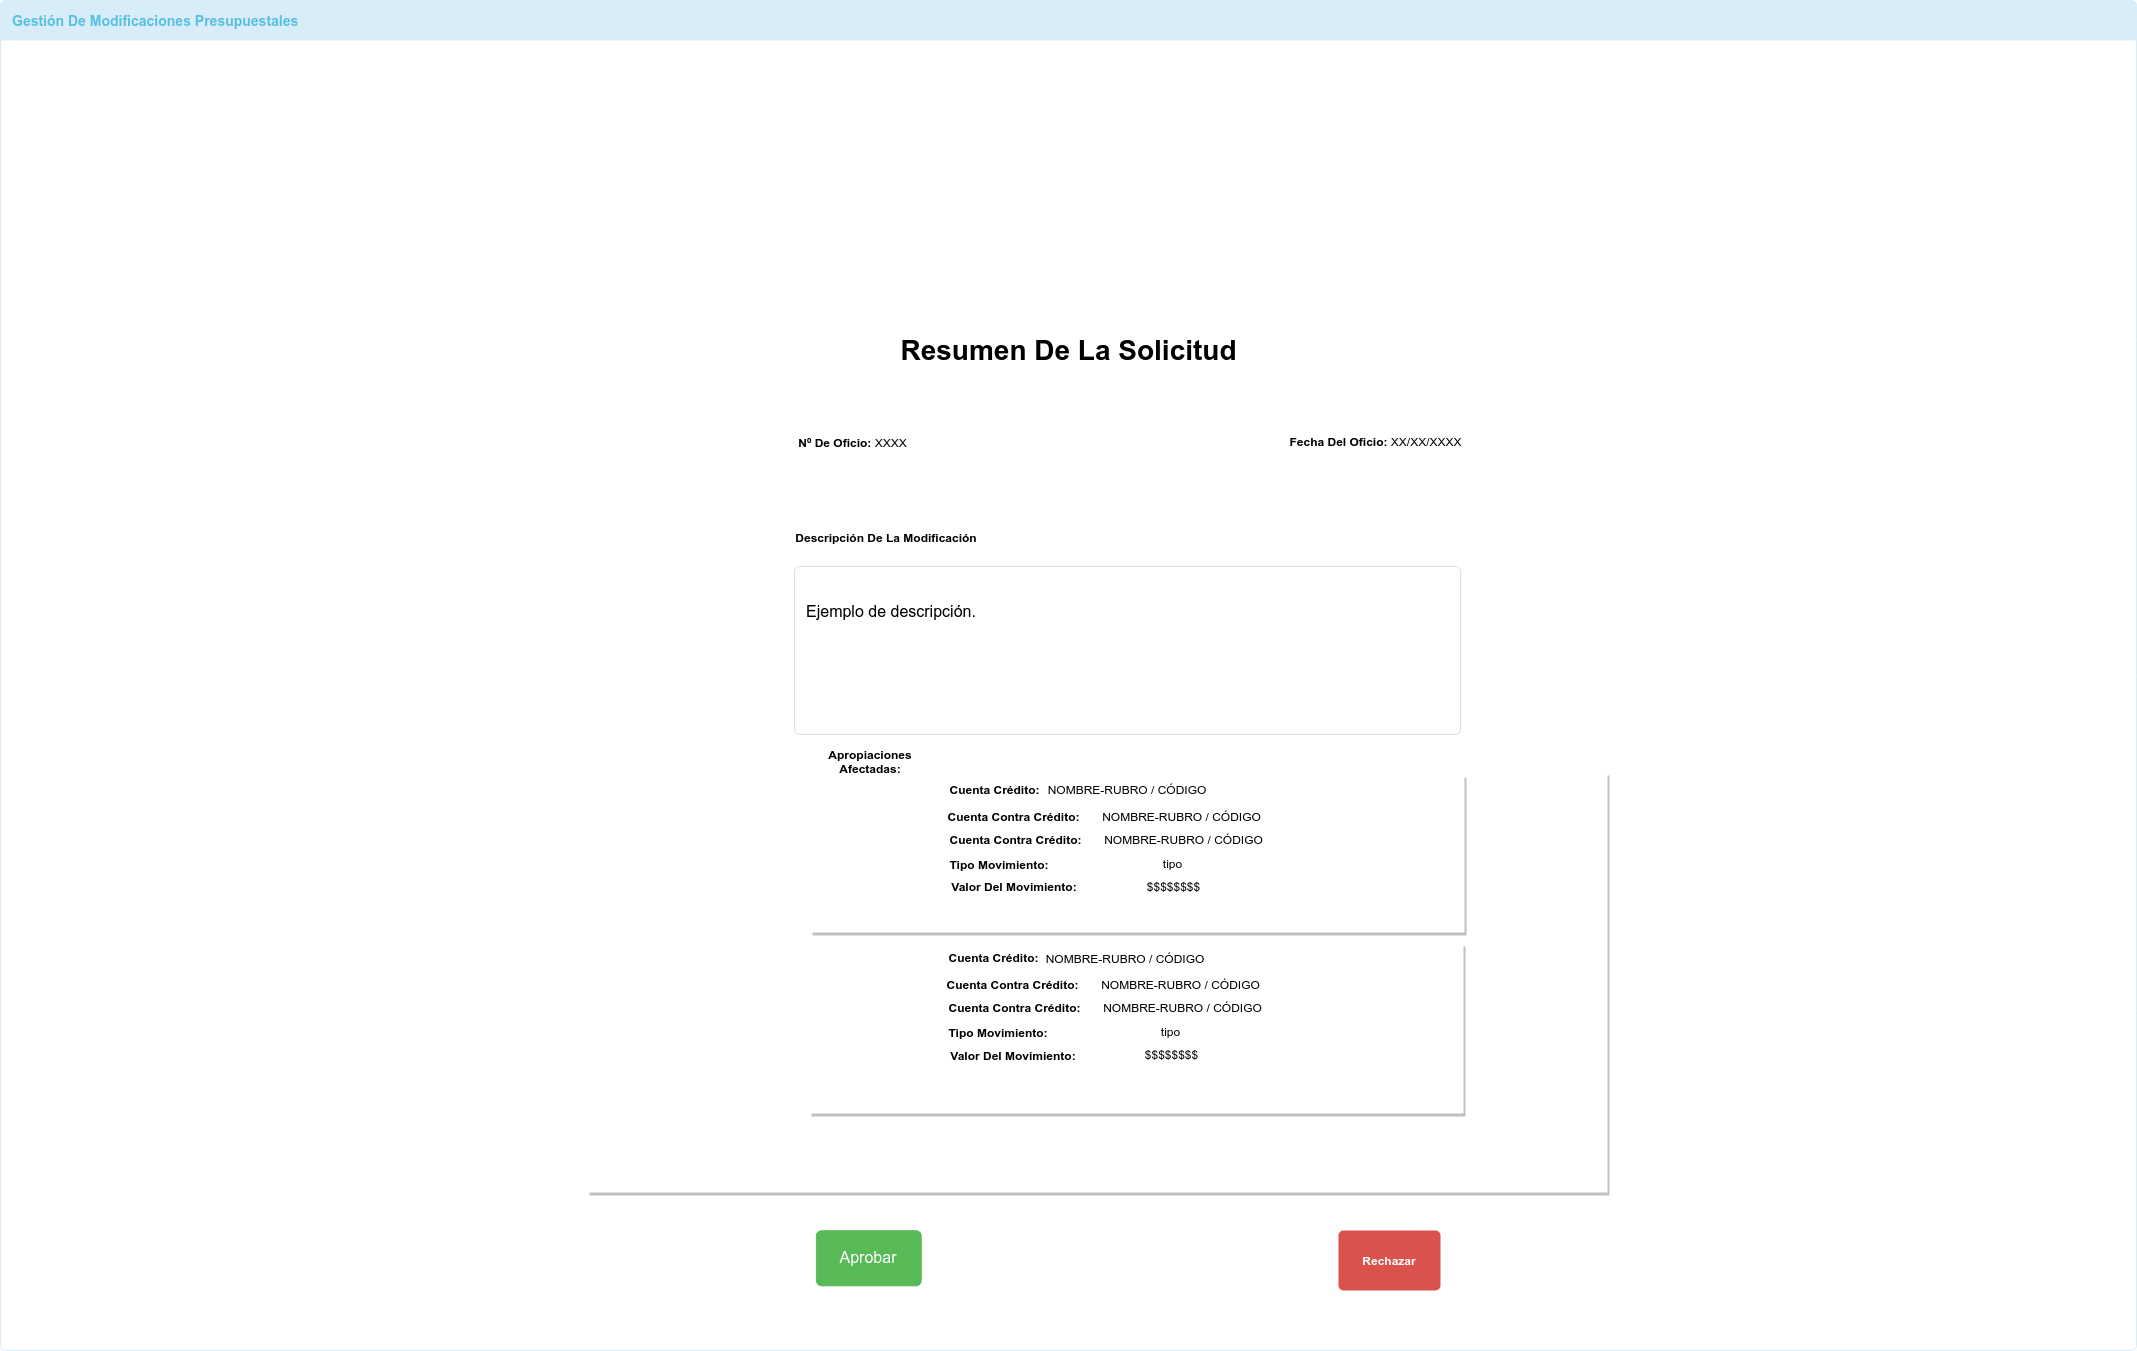 Gestión De Modificaciones Presupuestales
Resumen De La Solicitud
Nº De Oficio: XXXX
Fecha Del Oficio: XX/XX/XXXX
Descripción De La Modificación
Ejemplo de descripción.
Apropiaciones
Afectadas:
Cuenta Crédito: NOMBRE-RUBRO / CÓDIGO
Cuenta Contra Crédito: NOMBRE-RUBRO / CÓDIGO
Cuenta Contra Crédito: NOMBRE-RUBRO / CÓDIGO
Tipo Movimiento: tipo
Valor Del Movimiento: $$$$$$$$
Cuenta Crédito: NOMBRE-RUBRO / CÓDIGO
Cuenta Contra Crédito: NOMBRE-RUBRO / CÓDIGO
Cuenta Contra Crédito: NOMBRE-RUBRO / CÓDIGO
Tipo Movimiento: tipo
Valor Del Movimiento: $$$$$$$$
Aprobar
Rechazar